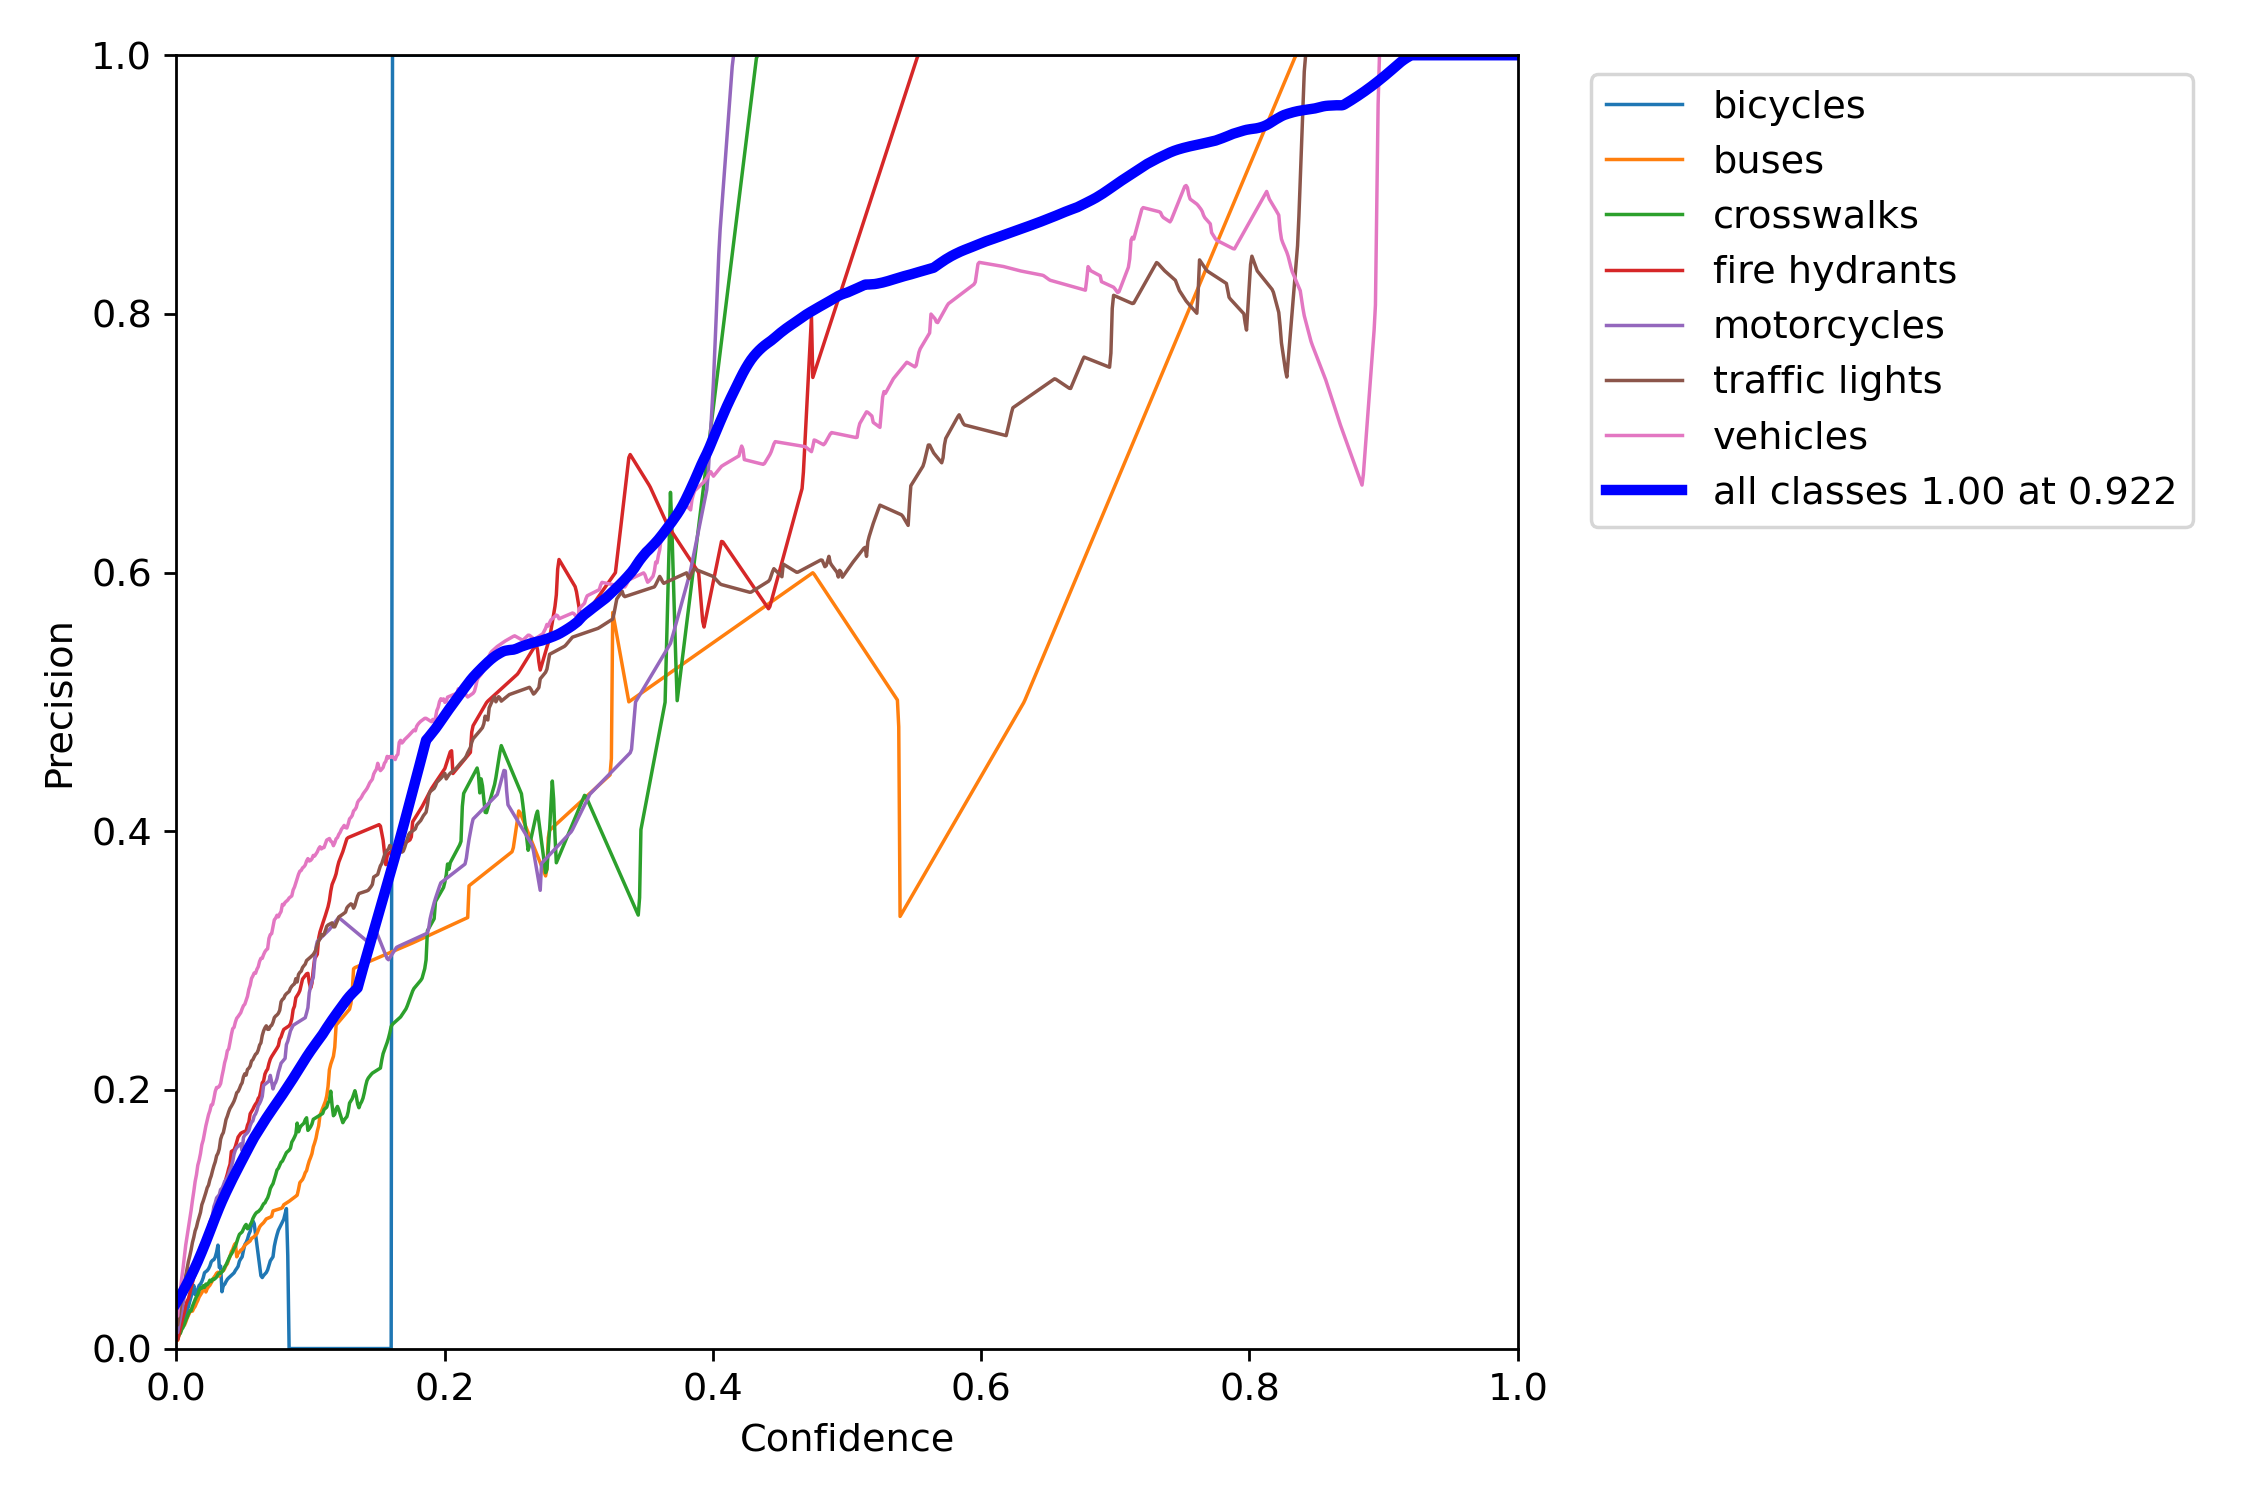 1.0
0.8
0.6
0.4
0.2
0.0
Precision
0.0 0.2 0.4 0.6 0.8 1.0
Confidence
bicycles
buses
crosswalks
fire hydrants
motorcycles
traffic lights
vehicles
all classes 1.00 at 0.922